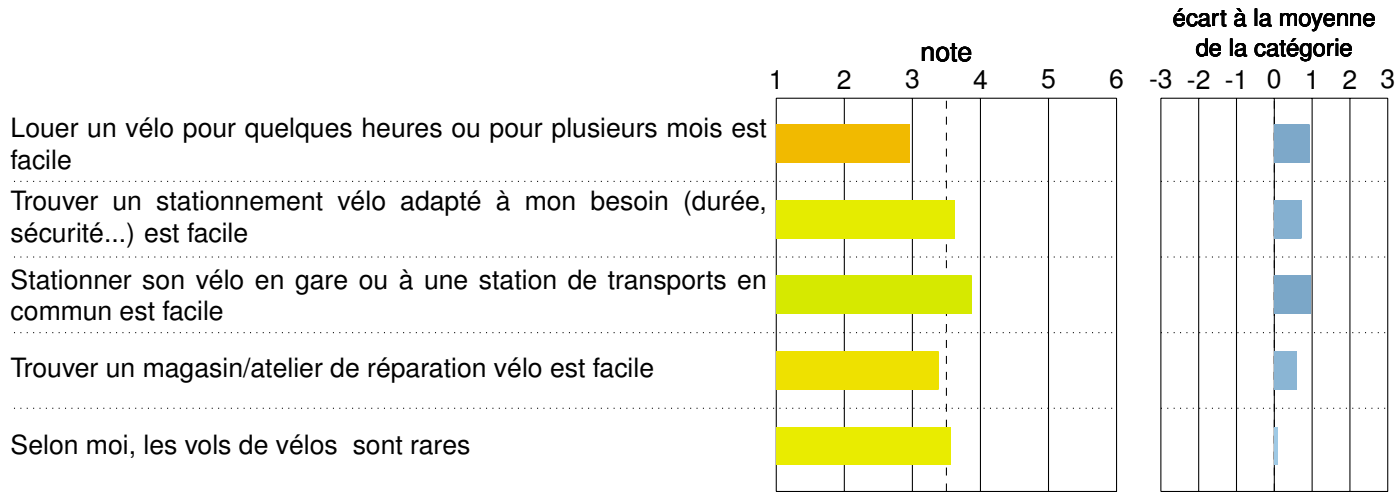 écart à la moyenne
note de la catégorie
1 2 3 4 5 6 -3 -2 -1 0 1 2 3
Louer un vélo pour quelques heures ou pour plusieurs mois est
facile
Trouver un stationnement vélo adapté à mon besoin (durée,
sécurité...) est facile
Stationner son vélo en gare ou à une station de transports en
commun est facile
Trouver un magasin/atelier de réparation vélo est facile
Selon moi, les vols de vélos sont rares